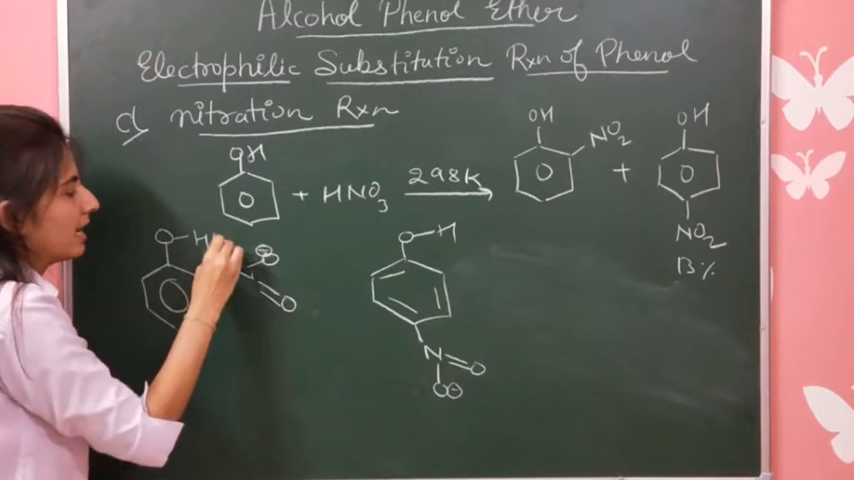 Alcohol Phenol Ether
Electrophilic Substitution Rxn of Phenol
a) nitration Rxn
OH + HNO3 298K OH NO2 + OH
NO2
13%
O-H N O O
O-H
N O
O